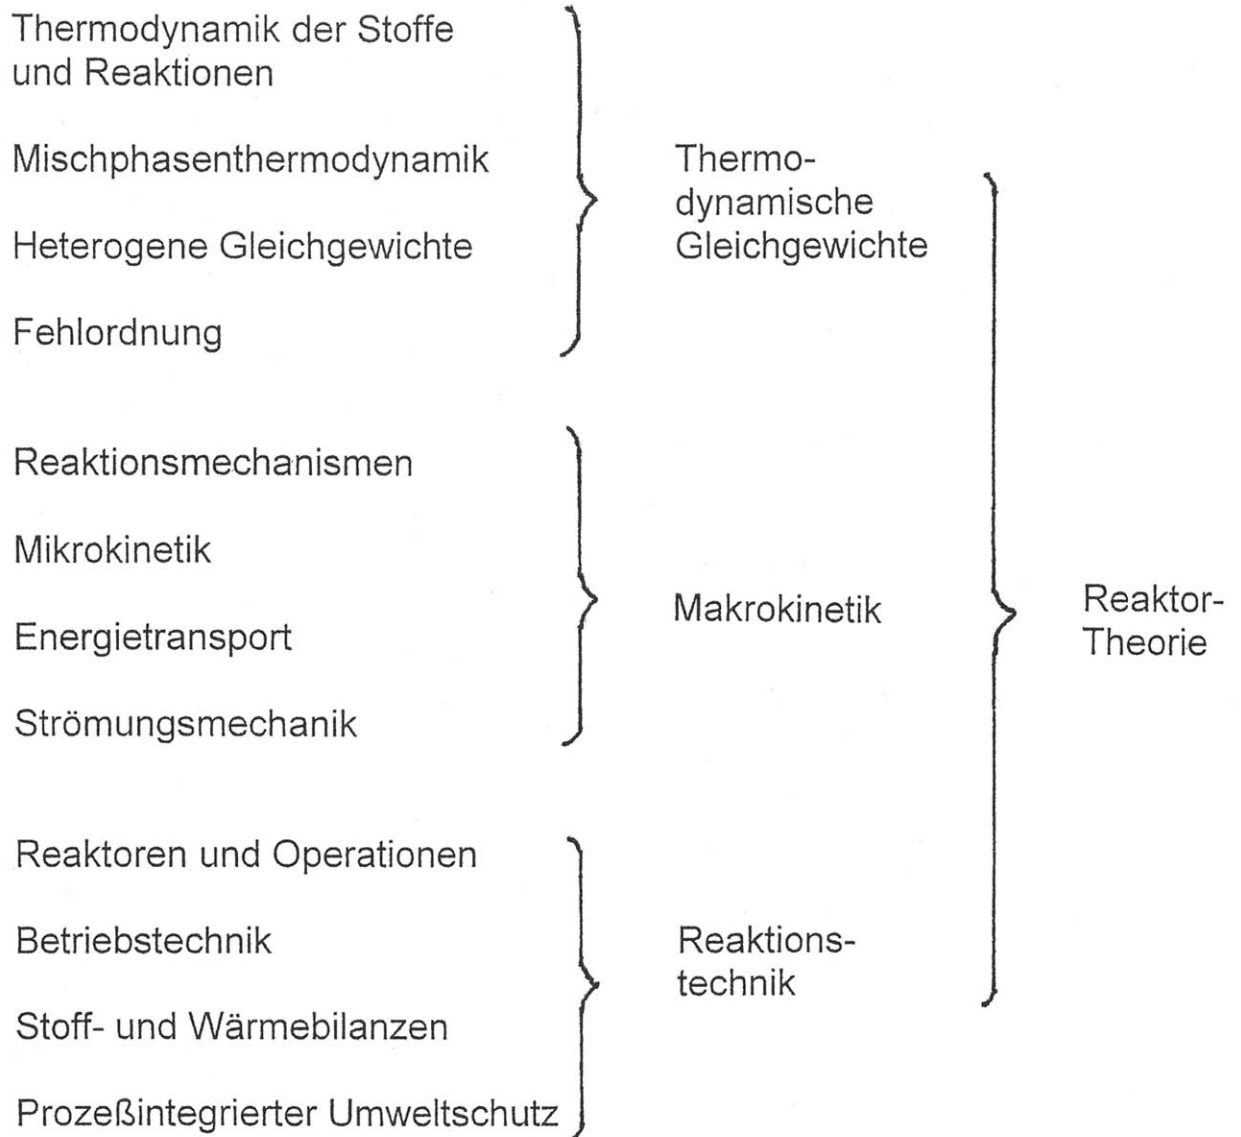 Thermodynamik der Stoffe
und Reaktionen
Mischphasenthermodynamik
Heterogene Gleichgewichte
Fehlordnung
Thermo-
dynamische
Gleichgewichte
Reaktionsmechanismen
Mikrokinetik
Energietransport
Strömungsmechanik
Makrokinetik
Reaktoren und Operationen
Betriebstechnik
Stoff- und Wärmebilanzen
Prozeßintegrierter Umweltschutz
Reaktions-
technik
Reaktor-
Theorie